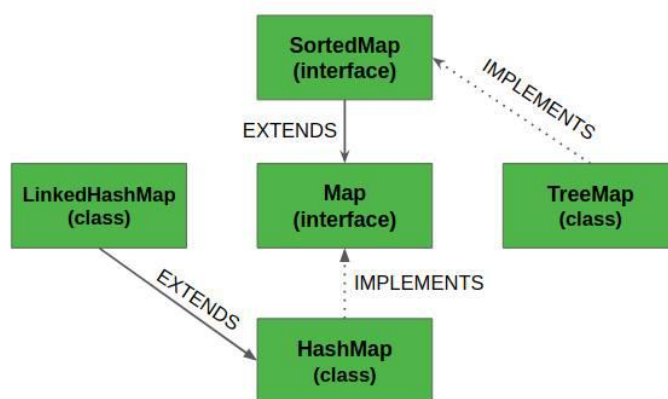 SortedMap
(interface)
IMPLEMENTS
EXTENDS
LinkedHashMap
(class)
Map
(interface)
TreeMap
(class)
EXTENDS
IMPLEMENTS
HashMap
(class)